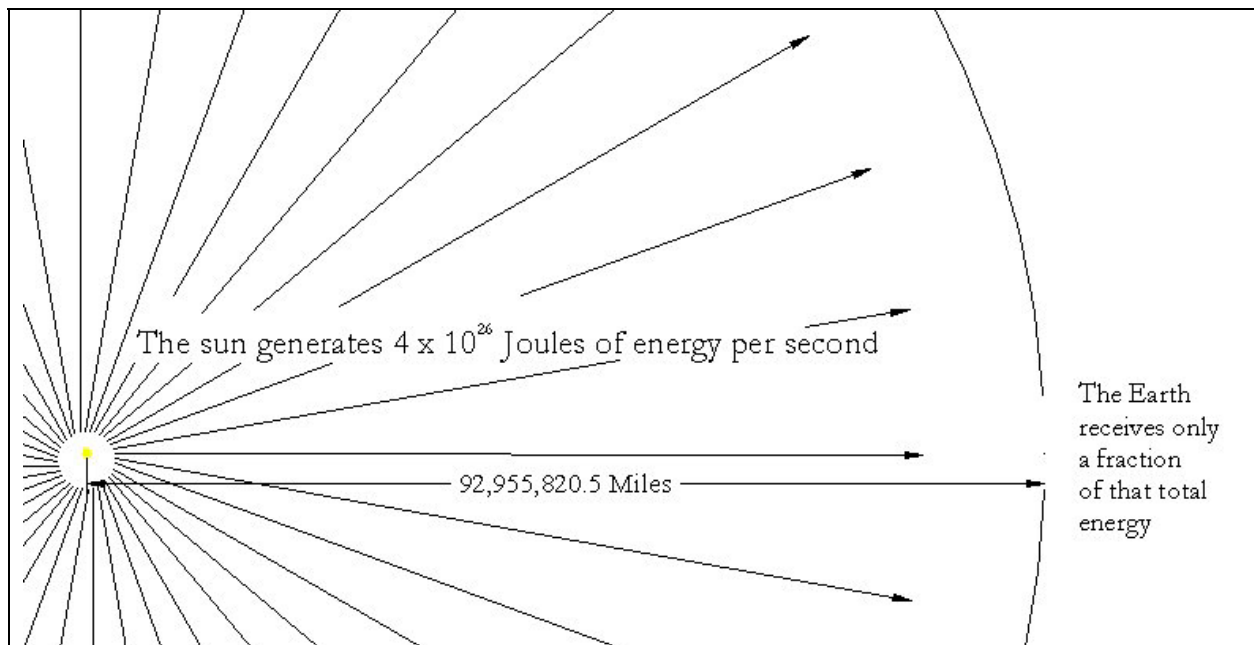 The sun generates 4 x 10²⁶ Joules of energy per second
92,955,820.5 Miles
The Earth
receives only
a fraction
of that total
energy